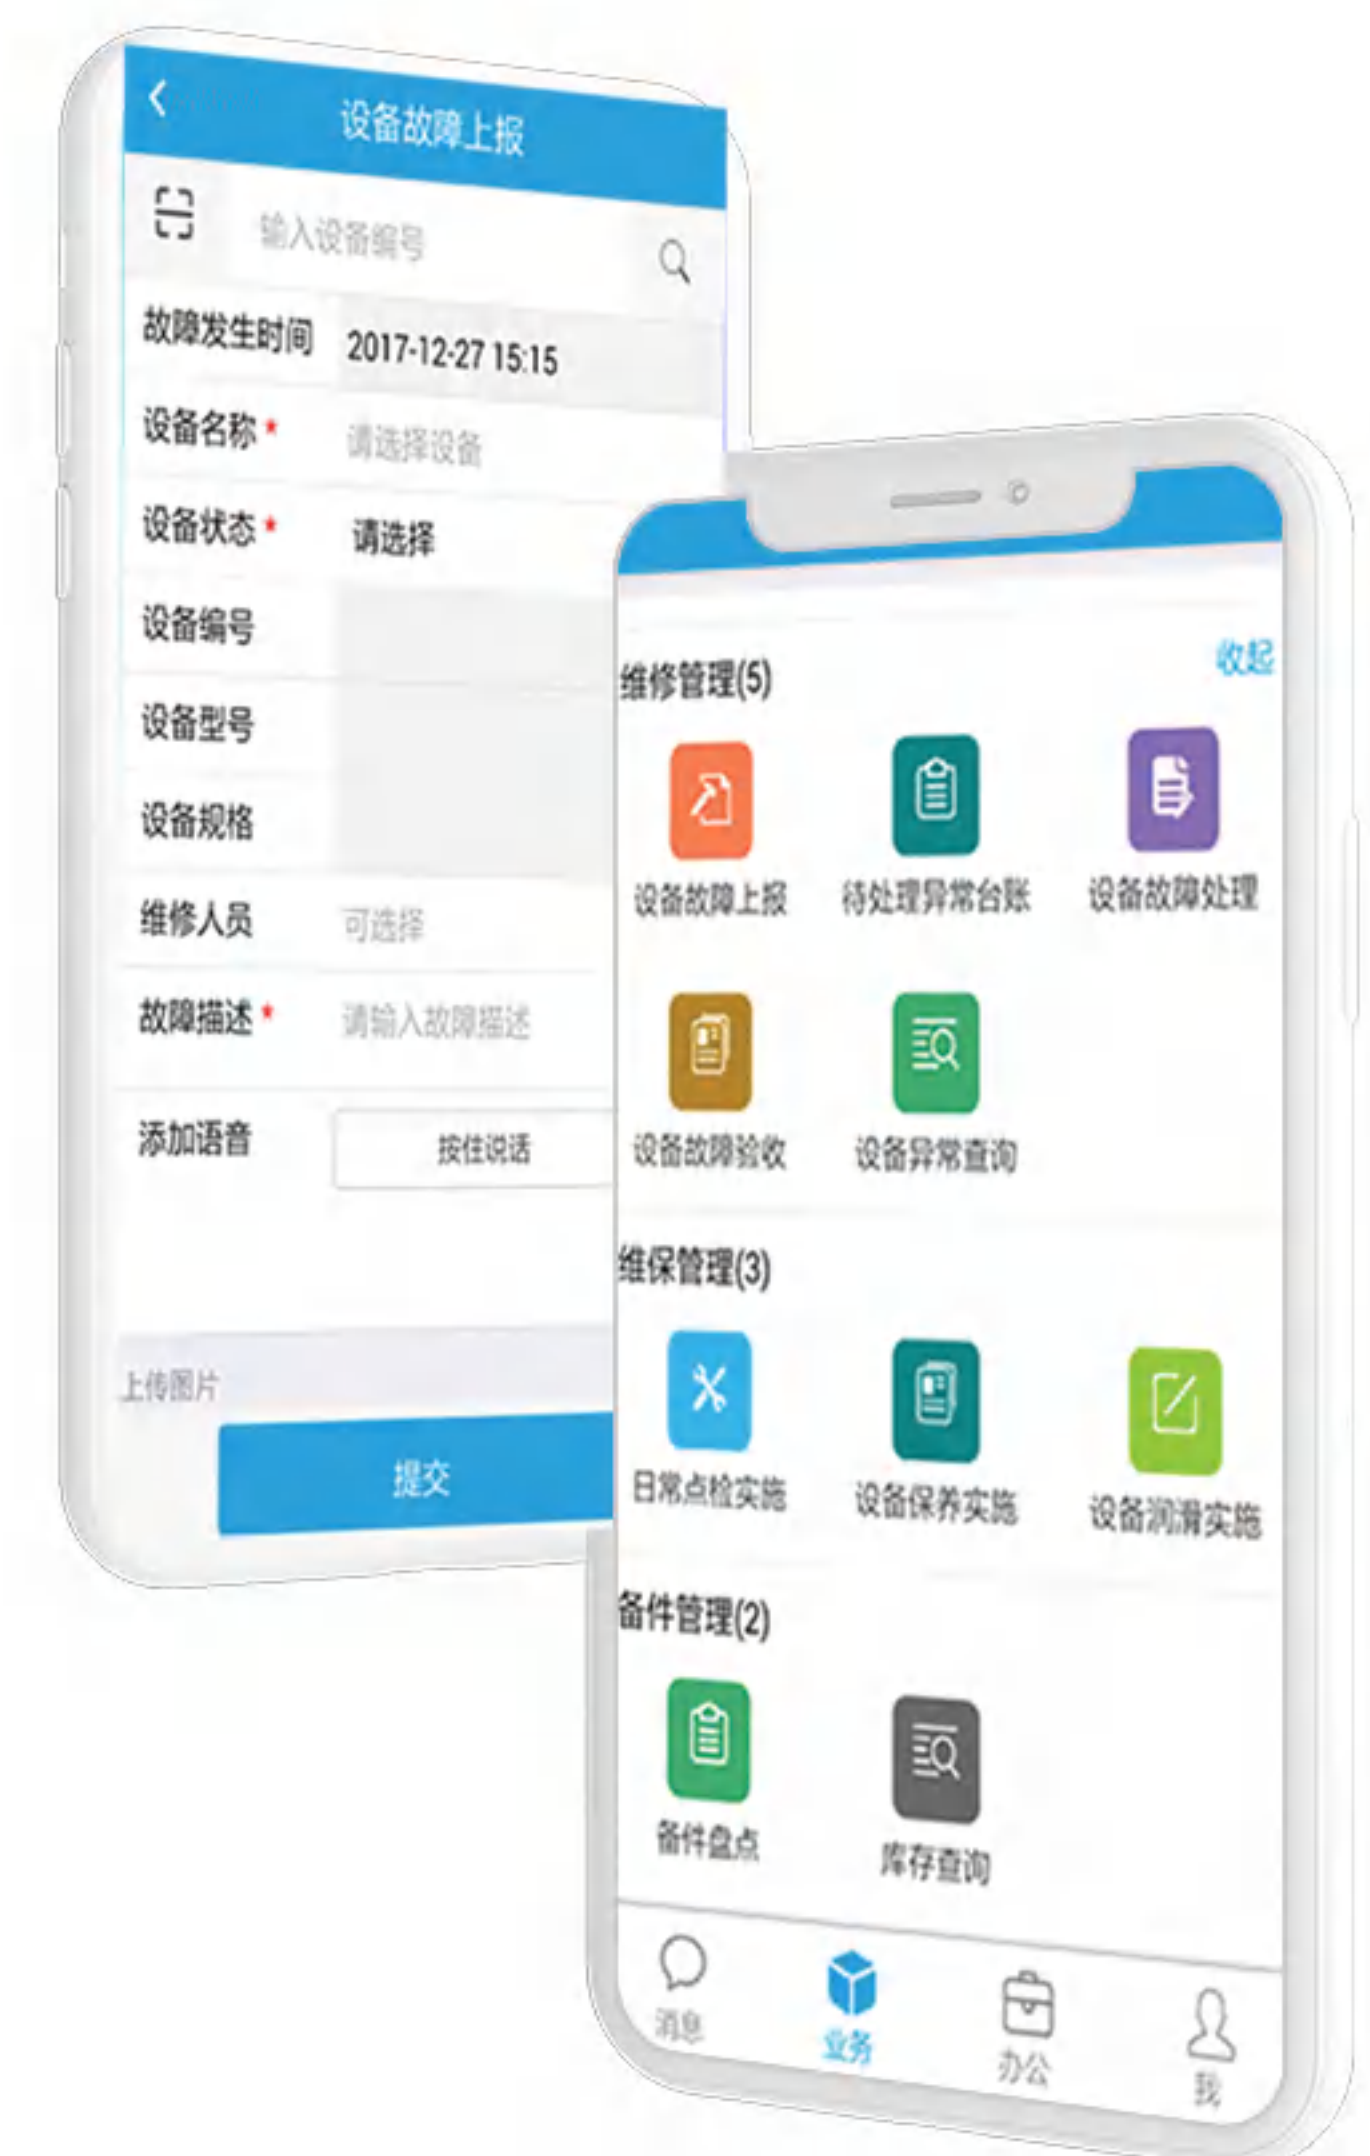 设备故障上报
输入设备编号
故障发生时间 2017-12-27 15:15
设备名称* 请选择设备
设备状态* 请选择
设备编号
设备型号
设备规格
维修人员 可选择
故障描述* 请输入故障描述
添加语音 按住说话
上传图片
提交
维修管理(5) 收起
设备故障上报 待处理异常台账 设备故障处理
设备故障验收 设备异常查询
维保管理(3)
日常点检实施 设备保养实施 设备润滑实施
备件管理(2)
备件盘点 库存查询
消息 业务 办公 我